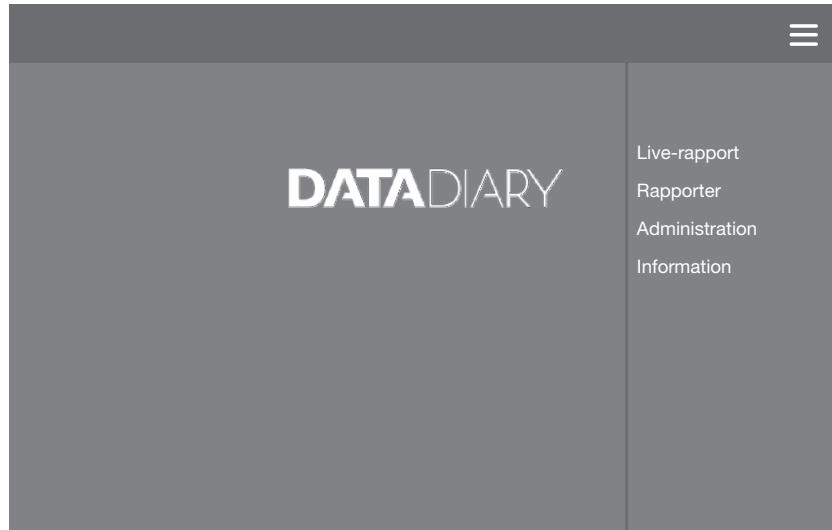 DATADIARY
Live-rapport
Rapporter
Administration
Information